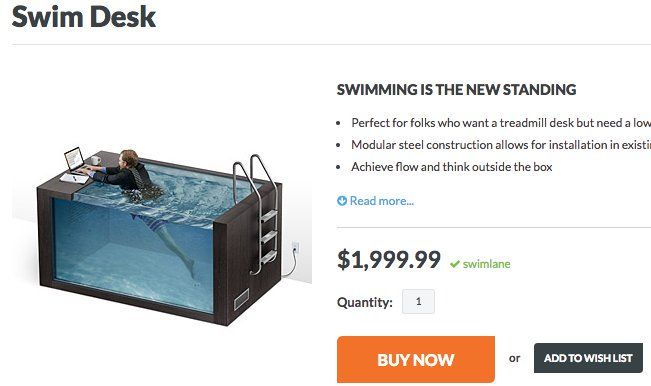 Swim Desk
SWIMMING IS THE NEW STANDING
• Perfect for folks who want a treadmill desk but need a low
• Modular steel construction allows for installation in existi
• Achieve flow and think outside the box
Read more...
$1,999.99 swimlane
Quantity: 1
BUY NOW or ADD TO WISH LIST